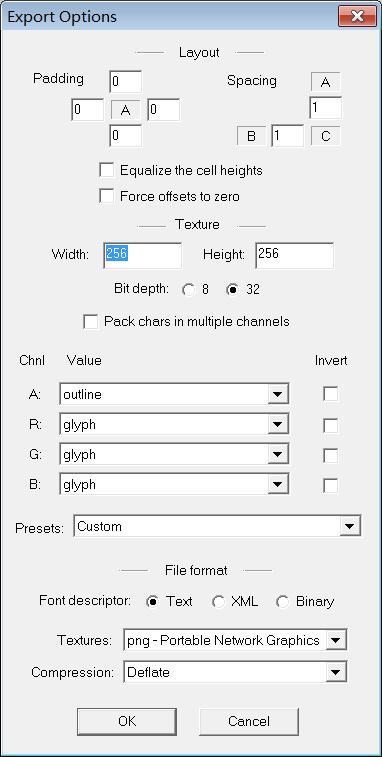 Export Options
Layout
Padding 0 Spacing A
0 A 0 1
0 B 1 C
Equalize the cell heights
Force offsets to zero
Texture
Width: 256 Height: 256
Bit depth: 8 32
Pack chars in multiple channels
Chnl Value Invert
A: outline
R: glyph
G: glyph
B: glyph
Presets: Custom
File format
Font descriptor: Text XML Binary
Textures: png - Portable Network Graphics
Compression: Deflate
OK Cancel